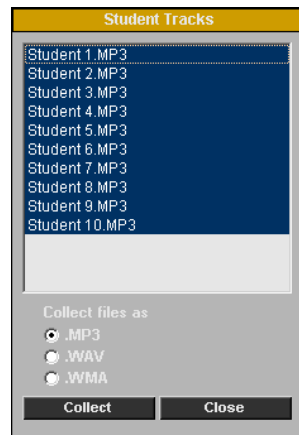 Student Tracks
Student 1.MP3
Student 2.MP3
Student 3.MP3
Student 4.MP3
Student 5.MP3
Student 6.MP3
Student 7.MP3
Student 8.MP3
Student 9.MP3
Student 10.MP3
Collect files as
.MP3
.WAV
.WMA
Collect Close